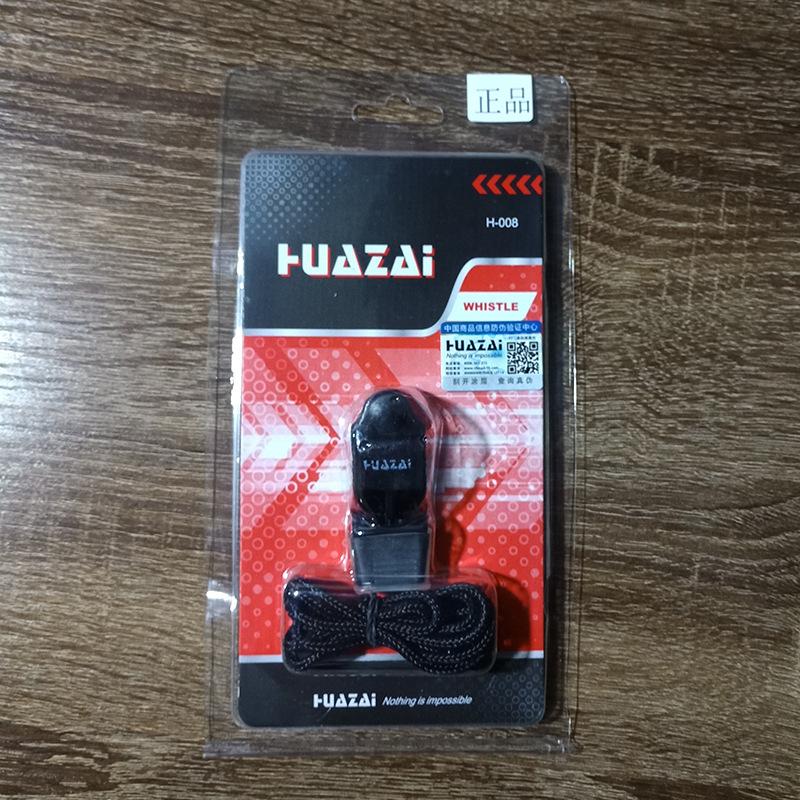 正品
H-008
HUAZAI
WHISTLE
中国商品信息防伪验证中心
HUAZAI
Nothing is impossible
刮开涂层 查询真伪
HUAZAI
HUAZAI Nothing is impossible